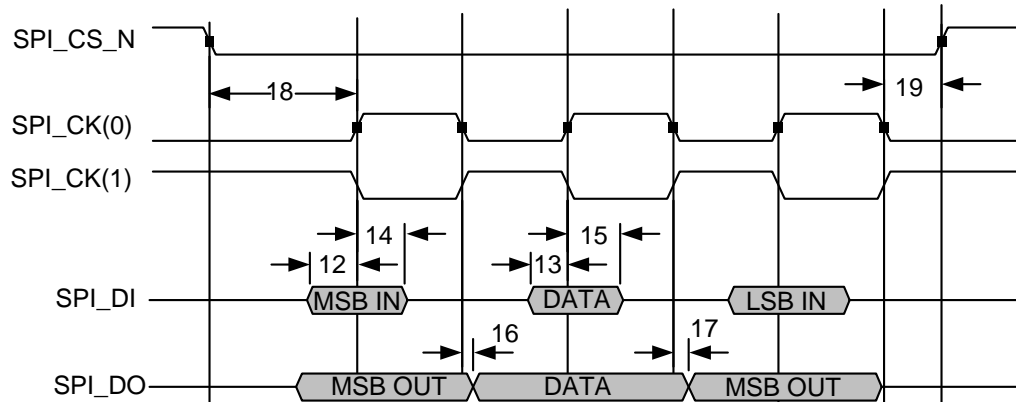 SPI_CS_N
18
19
SPI_CK(0)
SPI_CK(1)
14
15
12
13
SPI_DI
MSB IN
DATA
LSB IN
16
17
SPI_DO
MSB OUT
DATA
MSB OUT